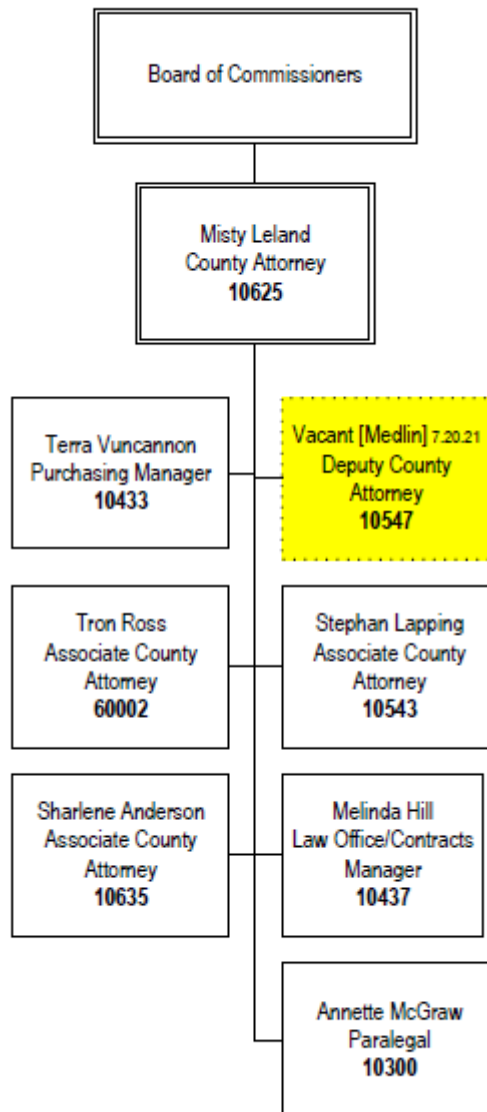 Board of Commissioners
Misty Leland
County Attorney
10625
Terra Vuncannon
Purchasing Manager
10433
Vacant [Medlin] 7.20.21
Deputy County
Attorney
10547
Tron Ross
Associate County
Attorney
60002
Stephan Lapping
Associate County
Attorney
10543
Sharlene Anderson
Associate County
Attorney
10635
Melinda Hill
Law Office/Contracts
Manager
10437
Annette McGraw
Paralegal
10300